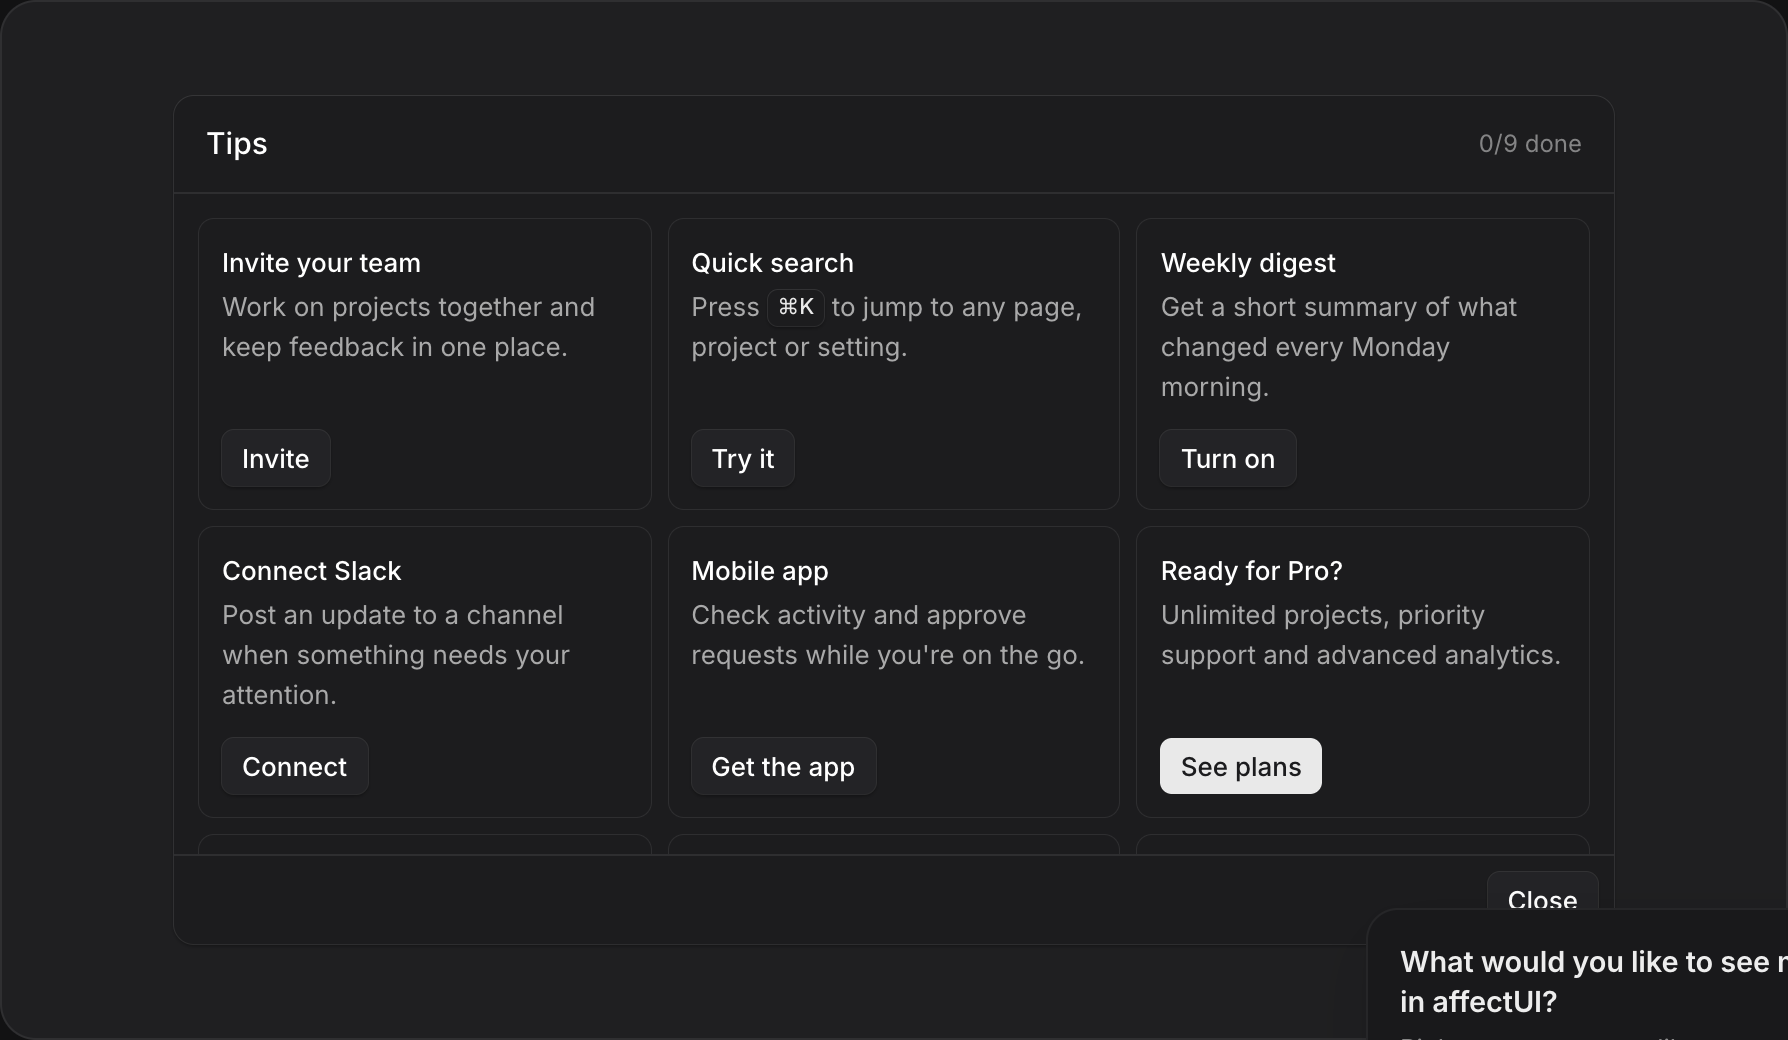 Tips
0/9 done
Invite your team
Work on projects together and
keep feedback in one place.
Invite
Quick search
Press ⌘K to jump to any page,
project or setting.
Try it
Weekly digest
Get a short summary of what
changed every Monday
morning.
Turn on
Connect Slack
Post an update to a channel
when something needs your
attention.
Connect
Mobile app
Check activity and approve
requests while you're on the go.
Get the app
Ready for Pro?
Unlimited projects, priority
support and advanced analytics.
See plans
Close
What would you like to see
in affectUI?